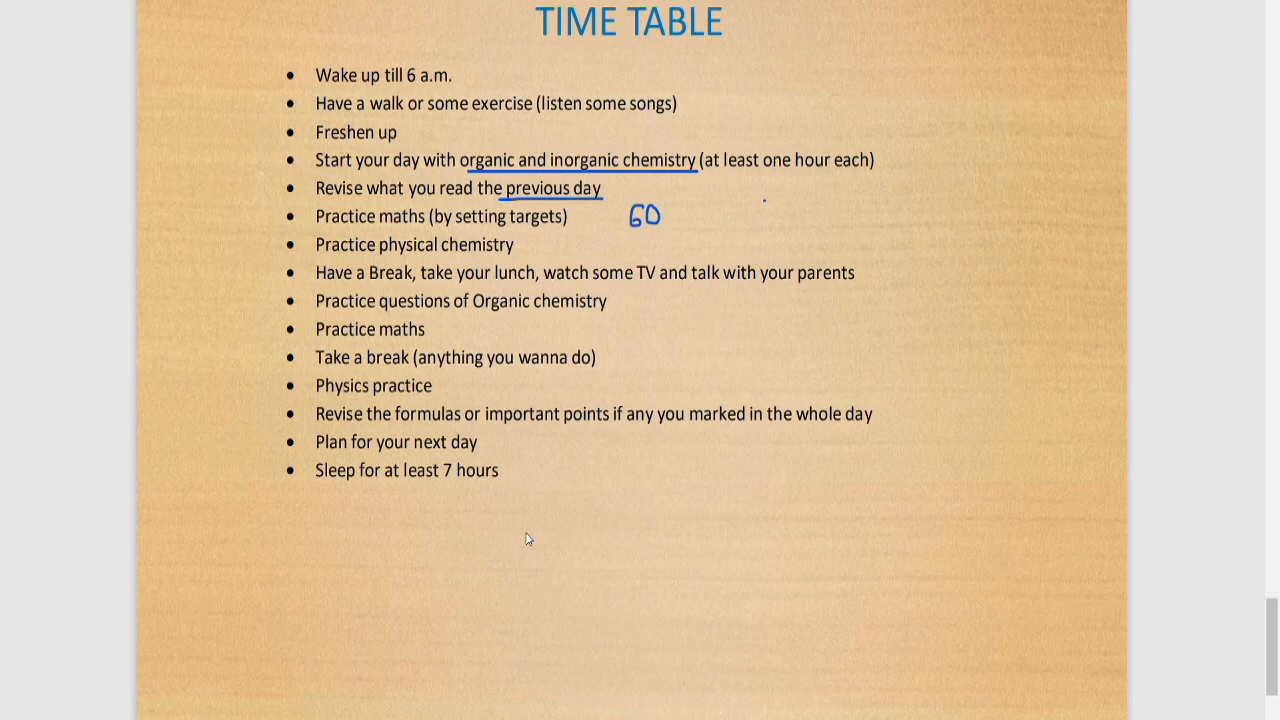 TIME TABLE
• Wake up till 6 a.m.
• Have a walk or some exercise (listen some songs)
• Freshen up
• Start your day with organic and inorganic chemistry (at least one hour each)
• Revise what you read the previous day
• Practice maths (by setting targets) 60
• Practice physical chemistry
• Have a Break, take your lunch, watch some TV and talk with your parents
• Practice questions of Organic chemistry
• Practice maths
• Take a break (anything you wanna do)
• Physics practice
• Revise the formulas or important points if any you marked in the whole day
• Plan for your next day
• Sleep for at least 7 hours